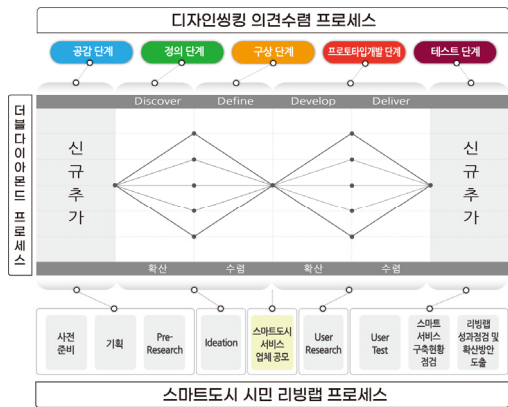 디자인씽킹 의견수렴 프로세스
공감 단계
정의 단계
구상 단계
프로토타입개발 단계
테스트 단계
더블다이아몬드 프로세스
Discover
Define
Develop
Deliver
신규추가
신규추가
확산
수렴
확산
수렴
사전
준비
기획
Pre-
Research
Ideation
스마트도시
서비스
업체 공모
User
Research
User
Test
스마트
서비스
구축현황
점검
리빙랩
성과점검 및
확산방안
도출
스마트도시 시민 리빙랩 프로세스